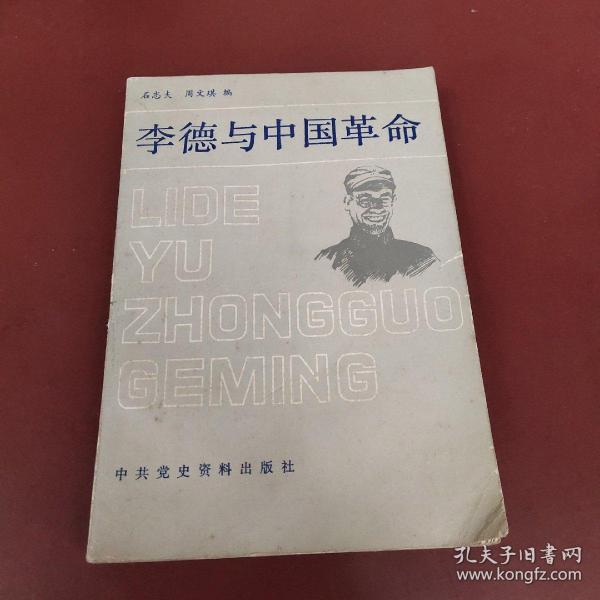 石志夫 周文琪 编
李德与中国革命
LIDE
YU
ZHONGGUO
GEMING
中共党史资料出版社
孔夫子旧书网
www.kongfz.com